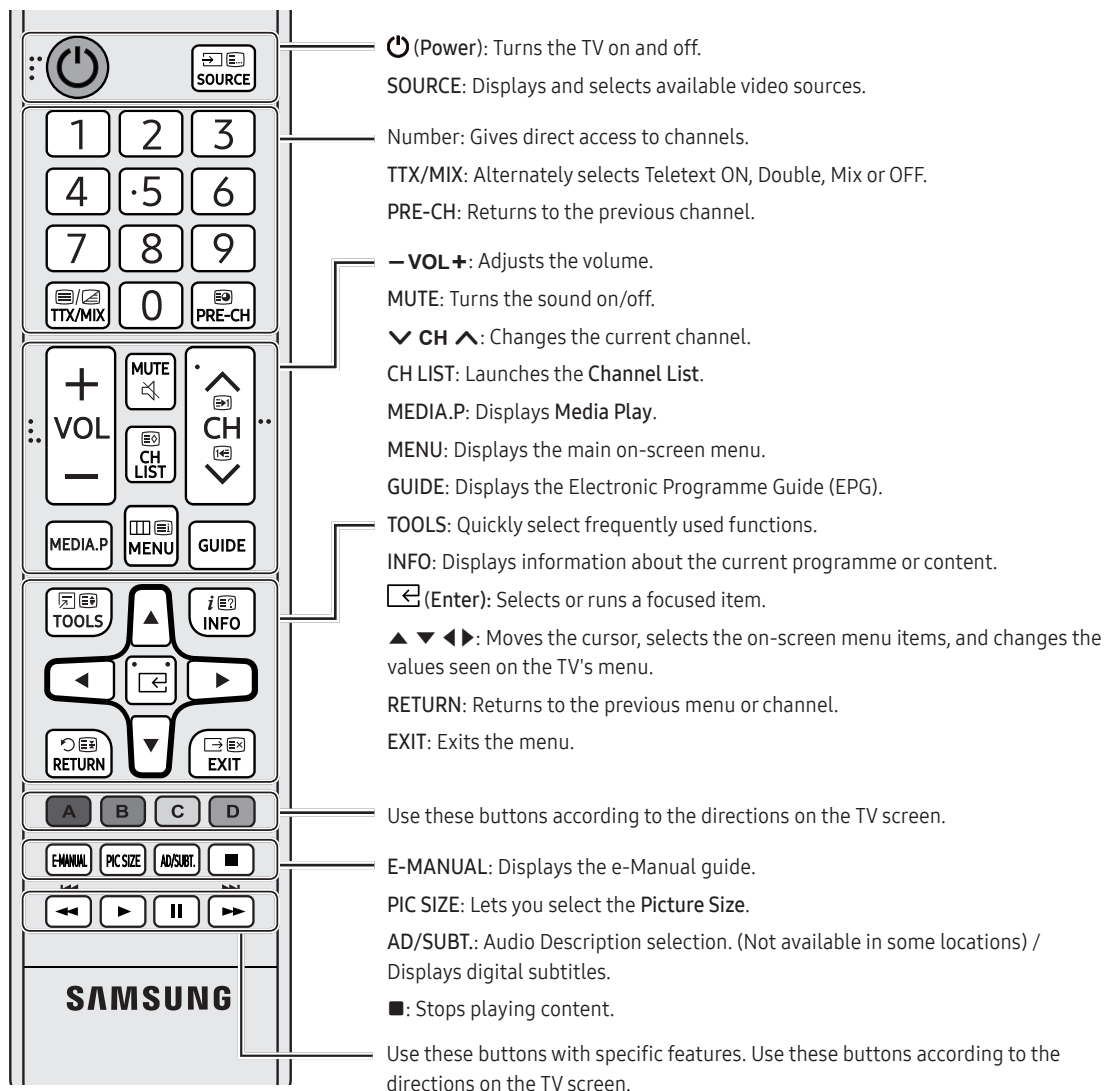 SOURCE
1 2 3
4 ·5 6
7 8 9
TTX/MIX 0 PRE-CH
VOL
MUTE
CH
CH LIST
MEDIA.P MENU GUIDE
TOOLS INFO
RETURN EXIT
A B C D
E-MANUAL PIC SIZE AD/SUBT.
SAMSUNG
(Power): Turns the TV on and off.
SOURCE: Displays and selects available video sources.
Number: Gives direct access to channels.
TTX/MIX: Alternately selects Teletext ON, Double, Mix or OFF.
PRE-CH: Returns to the previous channel.
− VOL +: Adjusts the volume.
MUTE: Turns the sound on/off.
CH: Changes the current channel.
CH LIST: Launches the Channel List.
MEDIA.P: Displays Media Play.
MENU: Displays the main on-screen menu.
GUIDE: Displays the Electronic Programme Guide (EPG).
TOOLS: Quickly select frequently used functions.
INFO: Displays information about the current programme or content.
(Enter): Selects or runs a focused item.
▲ ▼ ◀ ▶: Moves the cursor, selects the on-screen menu items, and changes the
values seen on the TV's menu.
RETURN: Returns to the previous menu or channel.
EXIT: Exits the menu.
Use these buttons according to the directions on the TV screen.
E-MANUAL: Displays the e-Manual guide.
PIC SIZE: Lets you select the Picture Size.
AD/SUBT.: Audio Description selection. (Not available in some locations) /
Displays digital subtitles.
■: Stops playing content.
Use these buttons with specific features. Use these buttons according to the
directions on the TV screen.